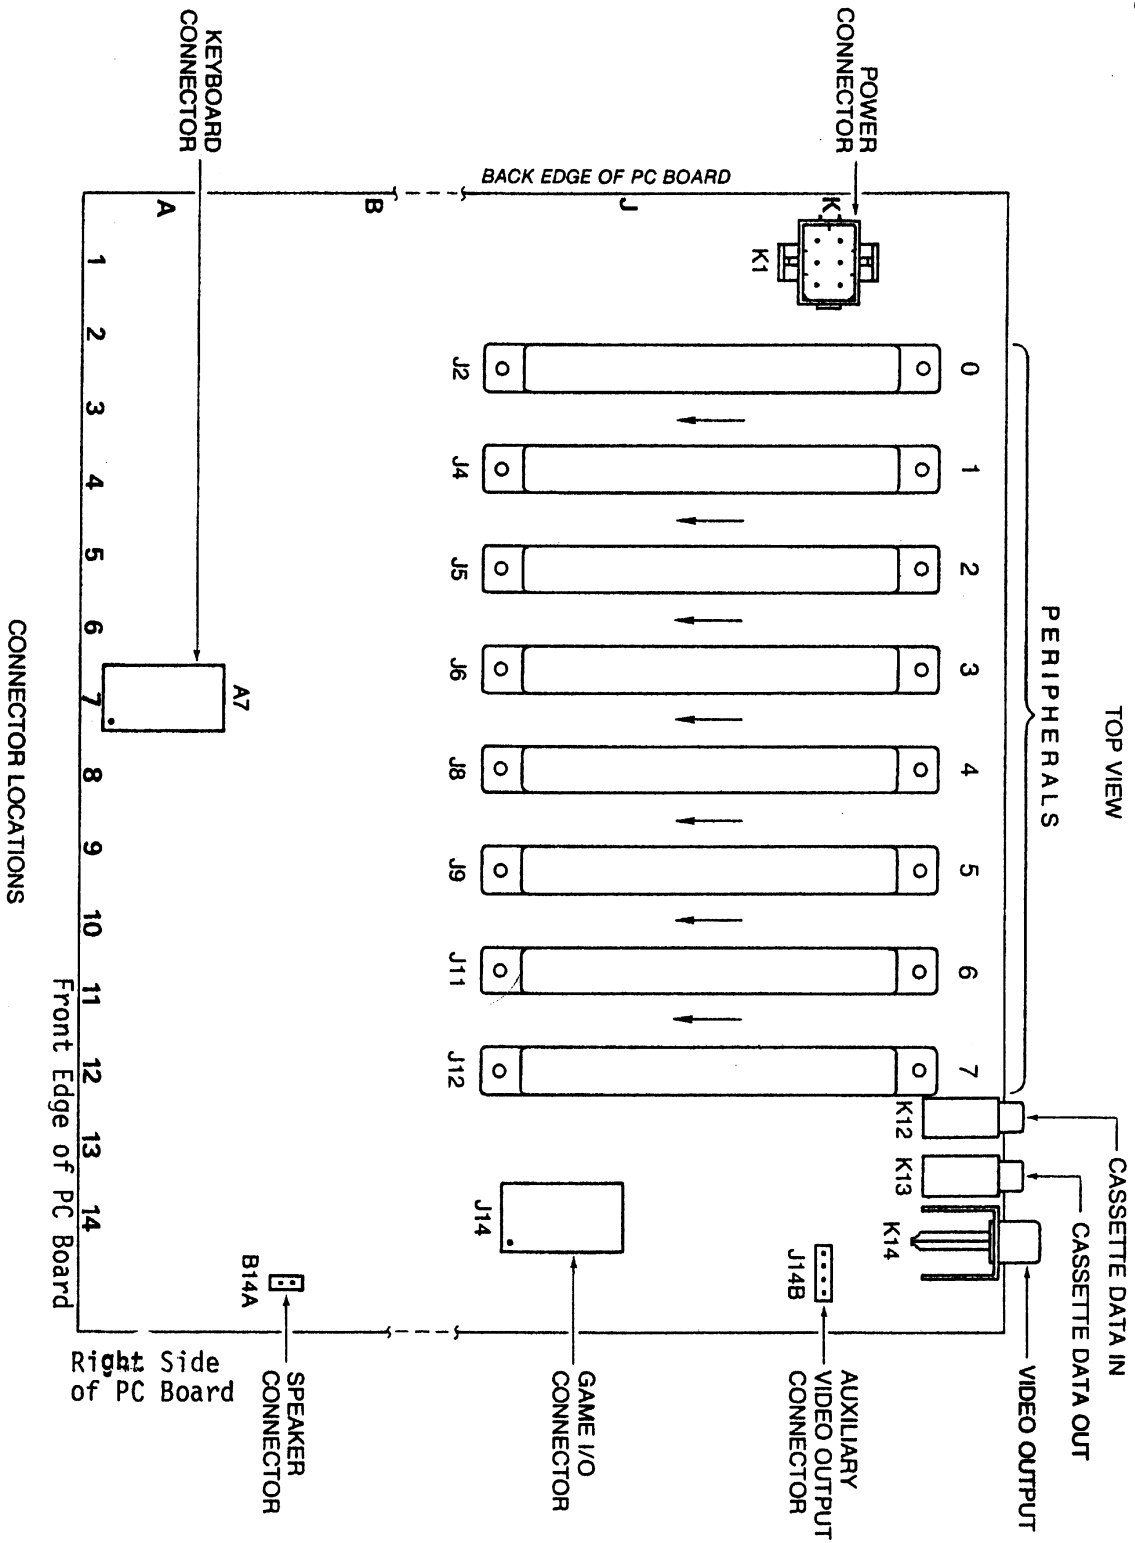 TOP VIEW
PERIPHERALS
CASSETTE DATA IN
CASSETTE DATA OUT
VIDEO OUTPUT
POWER
CONNECTOR
BACK EDGE OF PC BOARD
K
K1
0
1
2
3
4
5
6
7
K12
K13
K14
J
J2
J4
J5
J6
J8
J9
J11
J12
J14
J14B
AUXILIARY
VIDEO OUTPUT
CONNECTOR
GAME I/O
CONNECTOR
KEYBOARD
CONNECTOR
B
A
A7
B14A
SPEAKER
CONNECTOR
1
2
3
4
5
6
7
8
9
10
11
12
13
14
Front Edge of PC Board
Right Side
of PC Board
CONNECTOR LOCATIONS